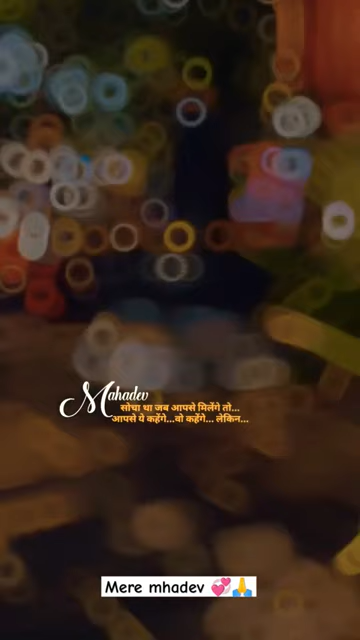 Mahadev
सोचा था जब आपसे मिलेंगे तो...
आपसे ये कहेंगे...वो कहेंगे... लेकिन...
Mere mhadev 💞🙏